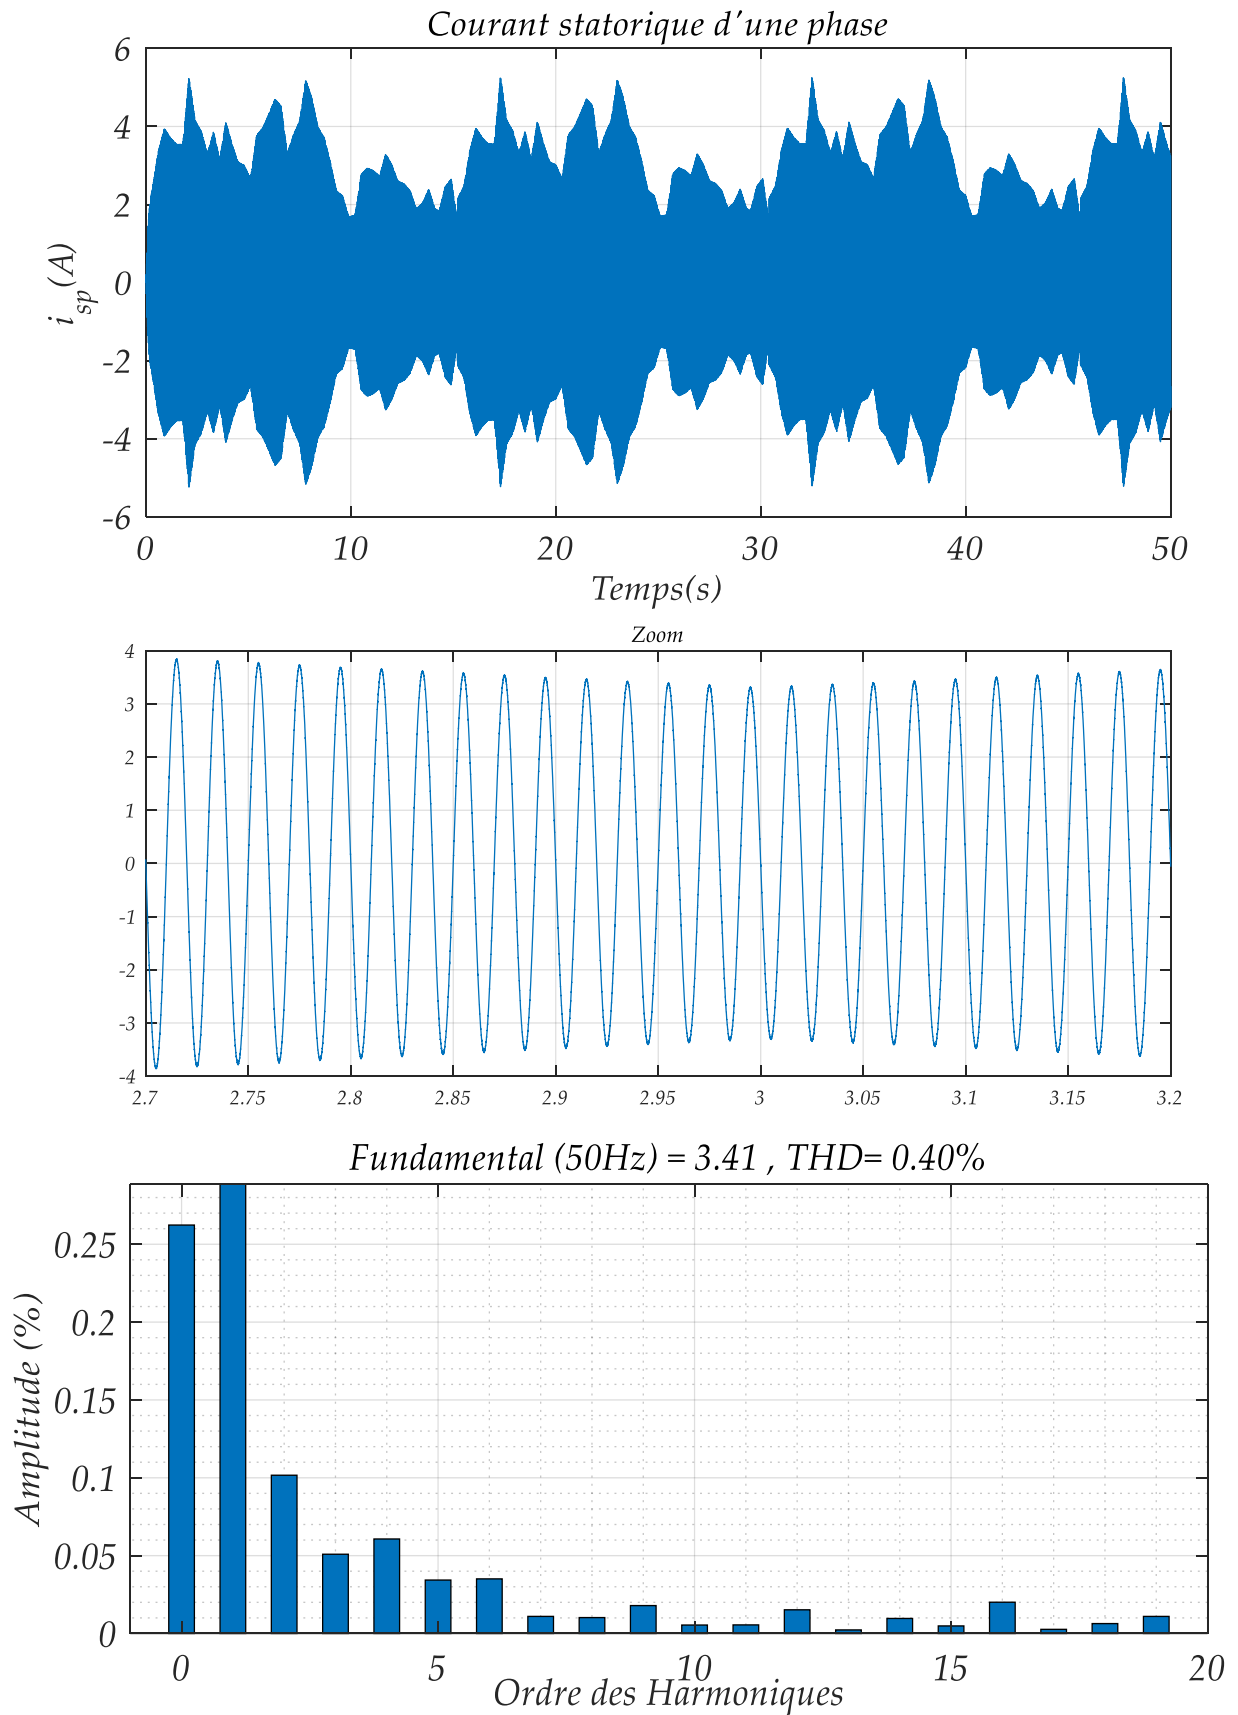 Courant statorique d'une phase
6
4
2
0
-2
-4
-6
i sp (A)
0 10 20 30 40 50
Temps(s)
Zoom
4
3
2
1
0
-1
-2
-3
-4
2.7 2.75 2.8 2.85 2.9 2.95 3 3.05 3.1 3.15 3.2
Fundamental (50Hz) = 3.41 , THD= 0.40%
0.25
0.2
0.15
0.1
0.05
0
Amplitude (%)
0 5 10 15 20
Ordre des Harmoniques